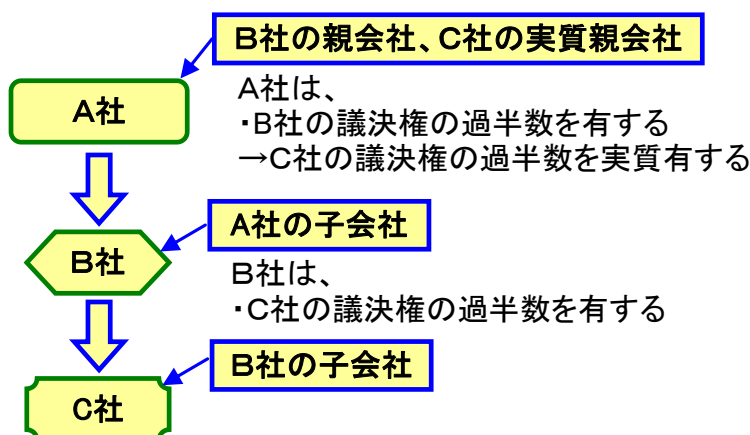 B社の親会社、C社の実質親会社
A社
A社は、
・B社の議決権の過半数を有する
→C社の議決権の過半数を実質有する
A社の子会社
B社
B社は、
・C社の議決権の過半数を有する
B社の子会社
C社